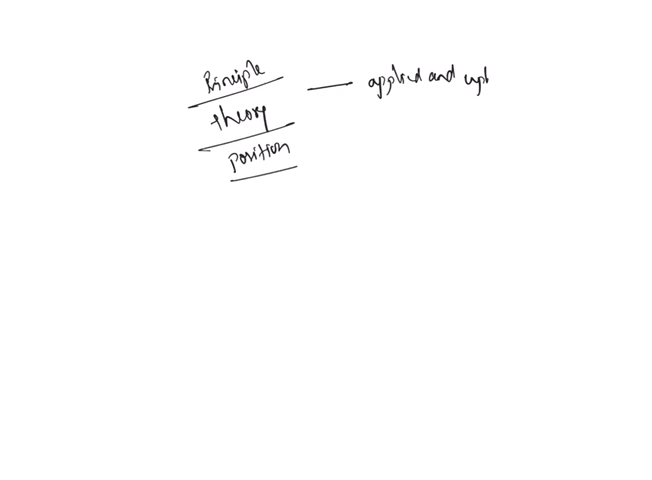 Principle
theory
position
— applied and